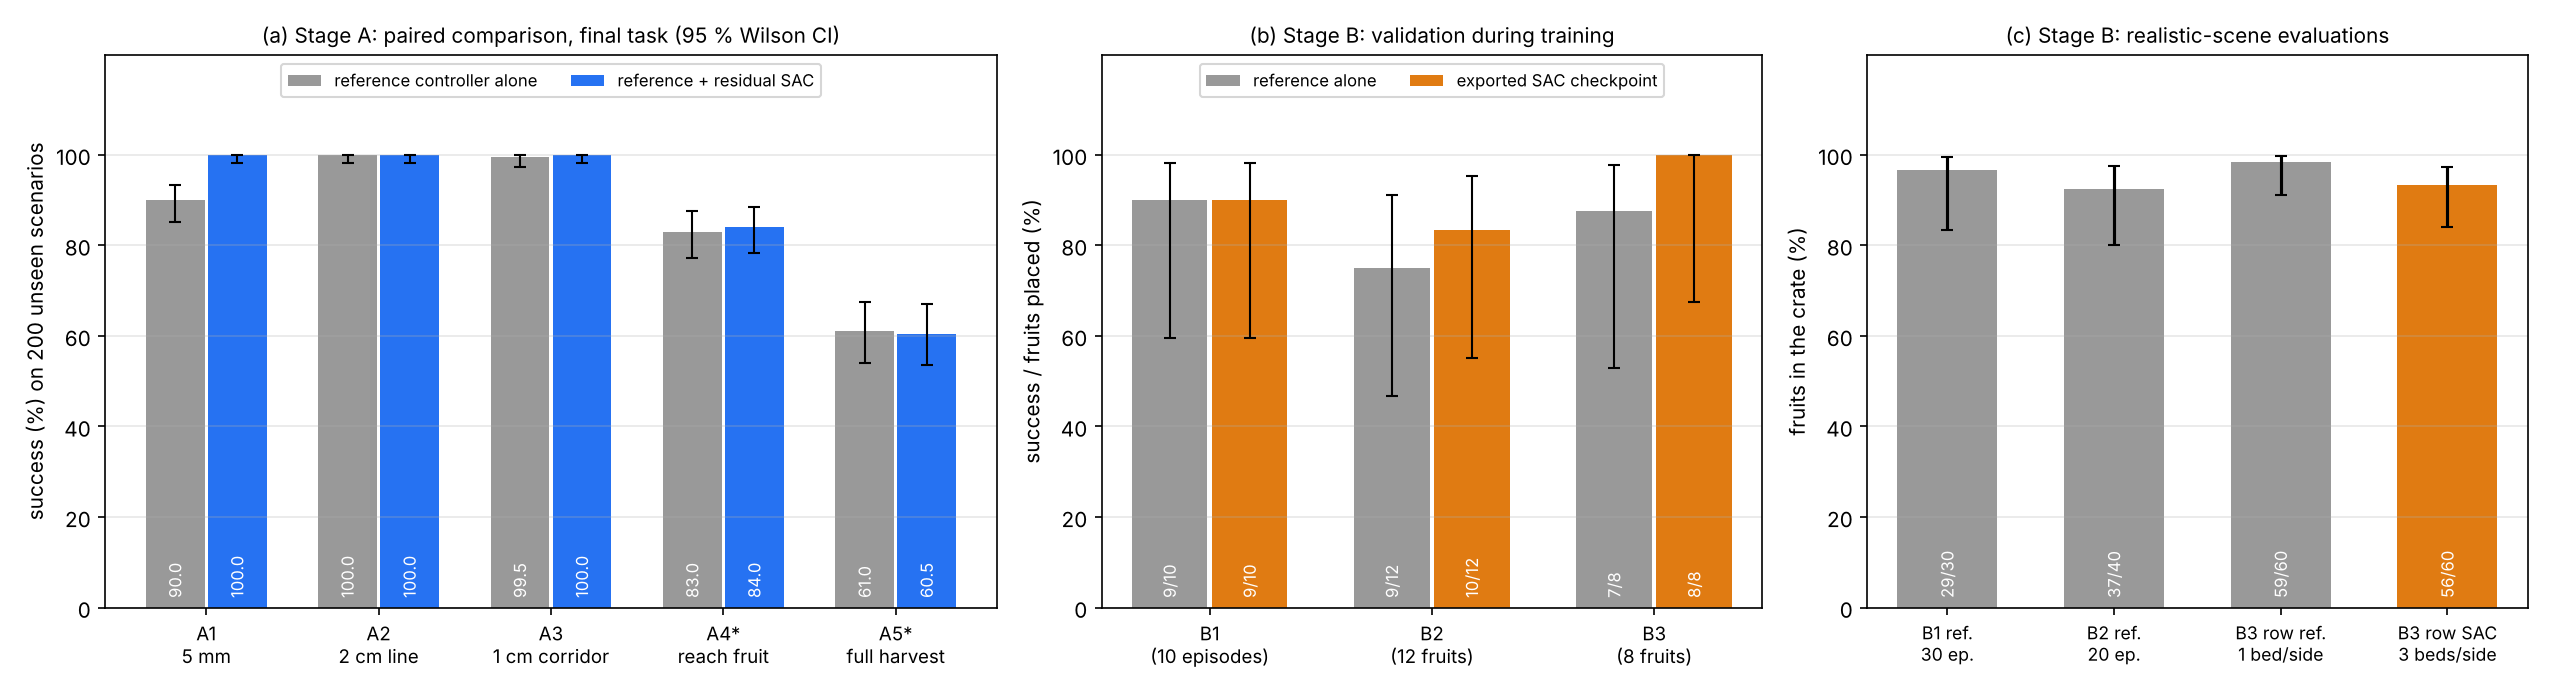 (a) Stage A: paired comparison, final task (95 % Wilson CI)
reference controller alone
reference + residual SAC
success (%) on 200 unseen scenarios
100
80
60
40
20
0
90.0
100.0
100.0
100.0
99.5
100.0
83.0
84.0
61.0
60.5
A1
5 mm
A2
2 cm line
A3
1 cm corridor
A4*
reach fruit
A5*
full harvest
(b) Stage B: validation during training
reference alone
exported SAC checkpoint
success / fruits placed (%)
100
80
60
40
20
0
9/10
9/10
9/12
10/12
7/8
8/8
B1
(10 episodes)
B2
(12 fruits)
B3
(8 fruits)
(c) Stage B: realistic-scene evaluations
fruits in the crate (%)
100
80
60
40
20
0
29/30
37/40
59/60
56/60
B1 ref.
30 ep.
B2 ref.
20 ep.
B3 row ref.
1 bed/side
B3 row SAC
3 beds/side